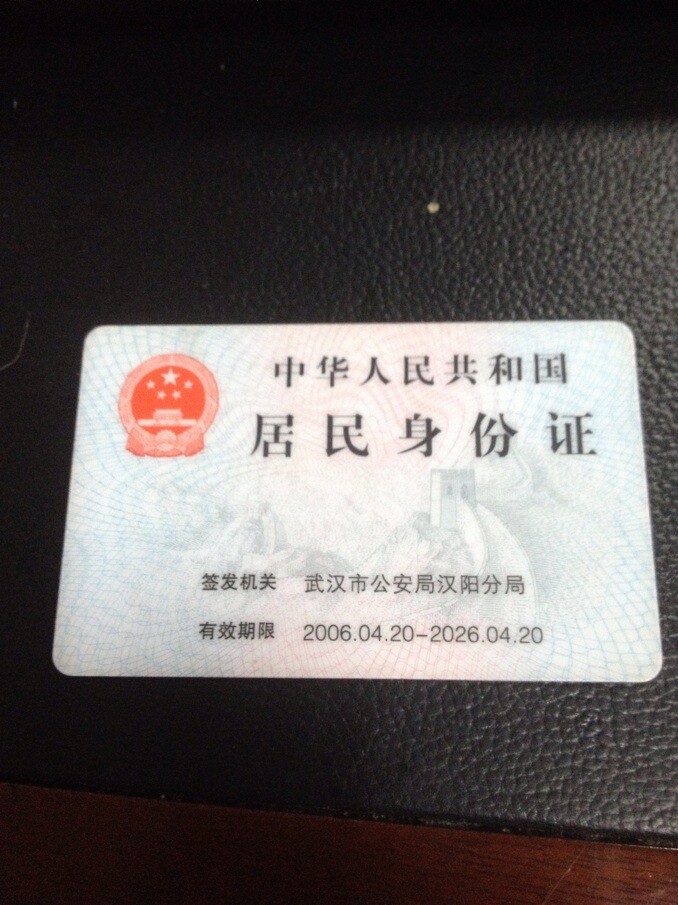 中华人民共和国
居民身份证
签发机关 武汉市公安局汉阳分局
有效期限 2006.04.20-2026.04.20